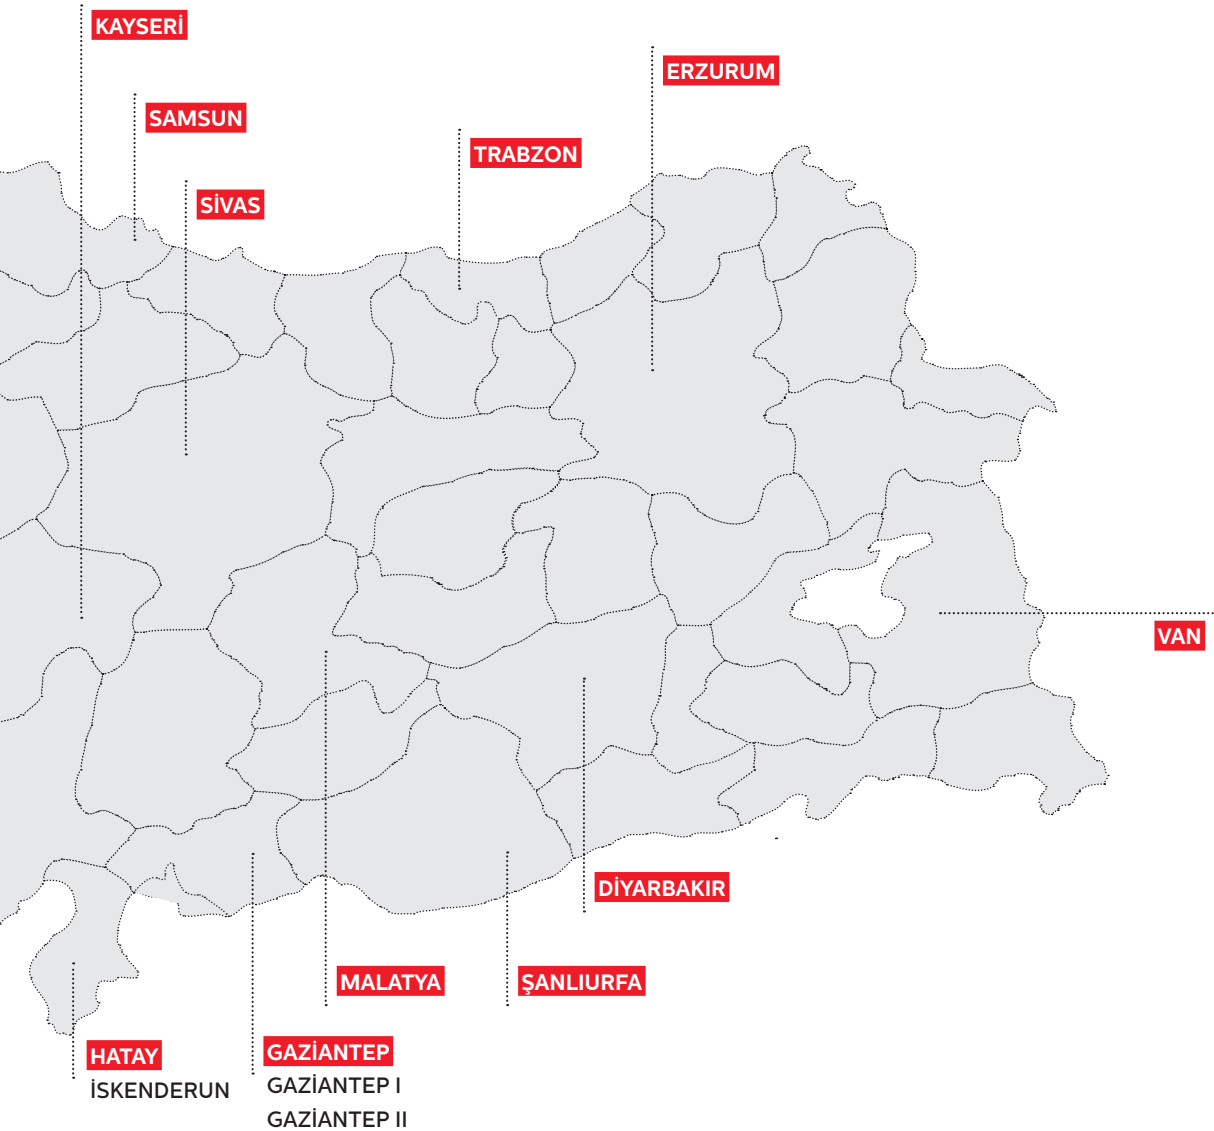 KAYSERİ
ERZURUM
SAMSUN
TRABZON
SİVAS
VAN
DİYARBAKIR
MALATYA
ŞANLIURFA
HATAY
İSKENDERUN
GAZİANTEP
GAZİANTEP I
GAZİANTEP II